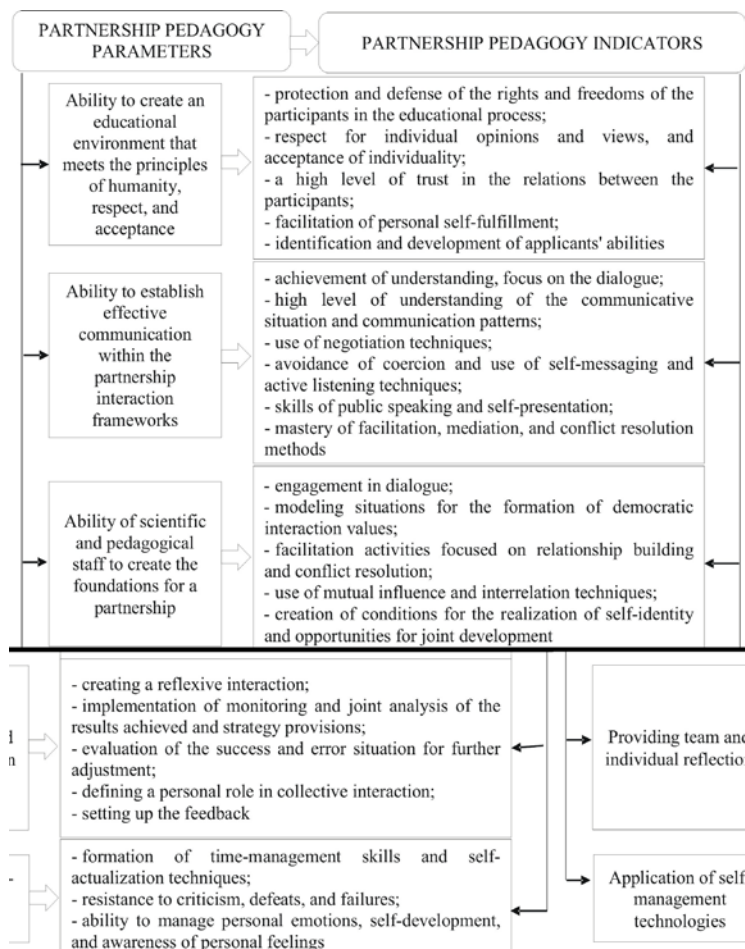 PARTNERSHIP PEDAGOGY
PARAMETERS
PARTNERSHIP PEDAGOGY INDICATORS
Ability to create an
educational
environment that
meets the principles
of humanity,
respect, and
acceptance
- protection and defense of the rights and freedoms of the
participants in the educational process;
- respect for individual opinions and views, and
acceptance of individuality;
- a high level of trust in the relations between the
participants;
- facilitation of personal self-fulfillment;
- identification and development of applicants' abilities
Ability to establish
effective
communication
within the
partnership
interaction
frameworks
- achievement of understanding, focus on the dialogue;
- high level of understanding of the communicative
situation and communication patterns;
- use of negotiation techniques;
- avoidance of coercion and use of self-messaging and
active listening techniques;
- skills of public speaking and self-presentation;
- mastery of facilitation, mediation, and conflict resolution
methods
Ability of scientific
and pedagogical
staff to create the
foundations for a
partnership
- engagement in dialogue;
- modeling situations for the formation of democratic
interaction values;
- facilitation activities focused on relationship building
and conflict resolution;
- use of mutual influence and interrelation techniques;
- creation of conditions for the realization of self-identity
and opportunities for joint development
- creating a reflexive interaction;
- implementation of monitoring and joint analysis of the
results achieved and strategy provisions;
- evaluation of the success and error situation for further
adjustment;
- defining a personal role in collective interaction;
- setting up the feedback
Providing team and
individual reflection
- formation of time-management skills and self-
actualization techniques;
- resistance to criticism, defeats, and failures;
- ability to manage personal emotions, self-development,
and awareness of personal feelings
Application of self
management
technologies